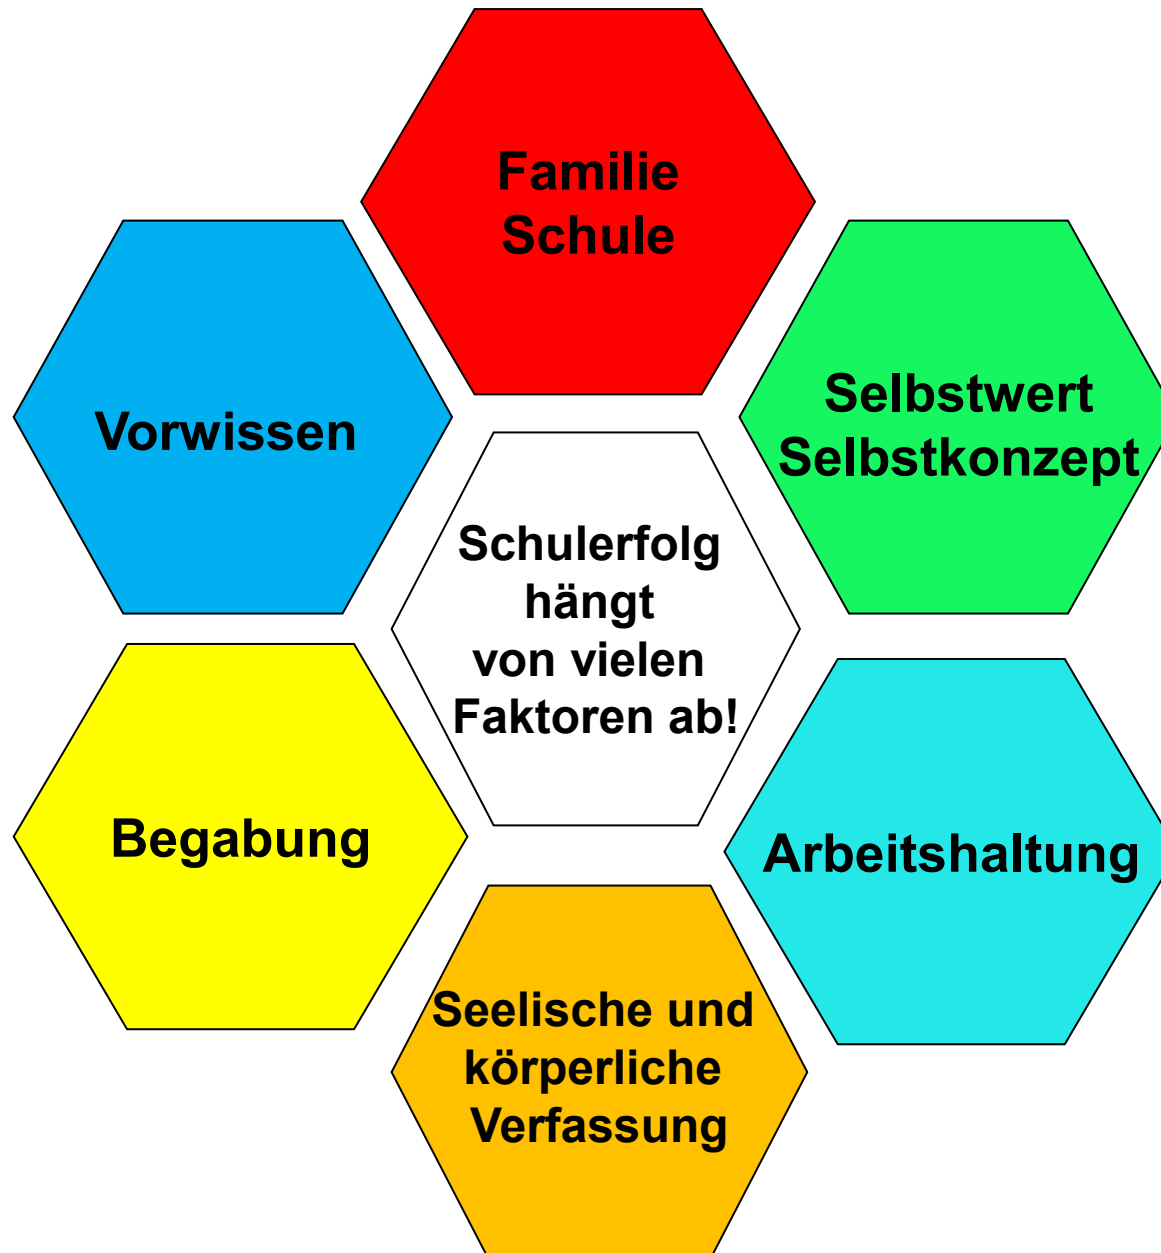 Familie
Schule
Vorwissen
Selbstwert
Selbstkonzept
Schulerfolg
hängt
von vielen
Faktoren ab!
Begabung
Arbeitshaltung
Seelische und
körperliche
Verfassung